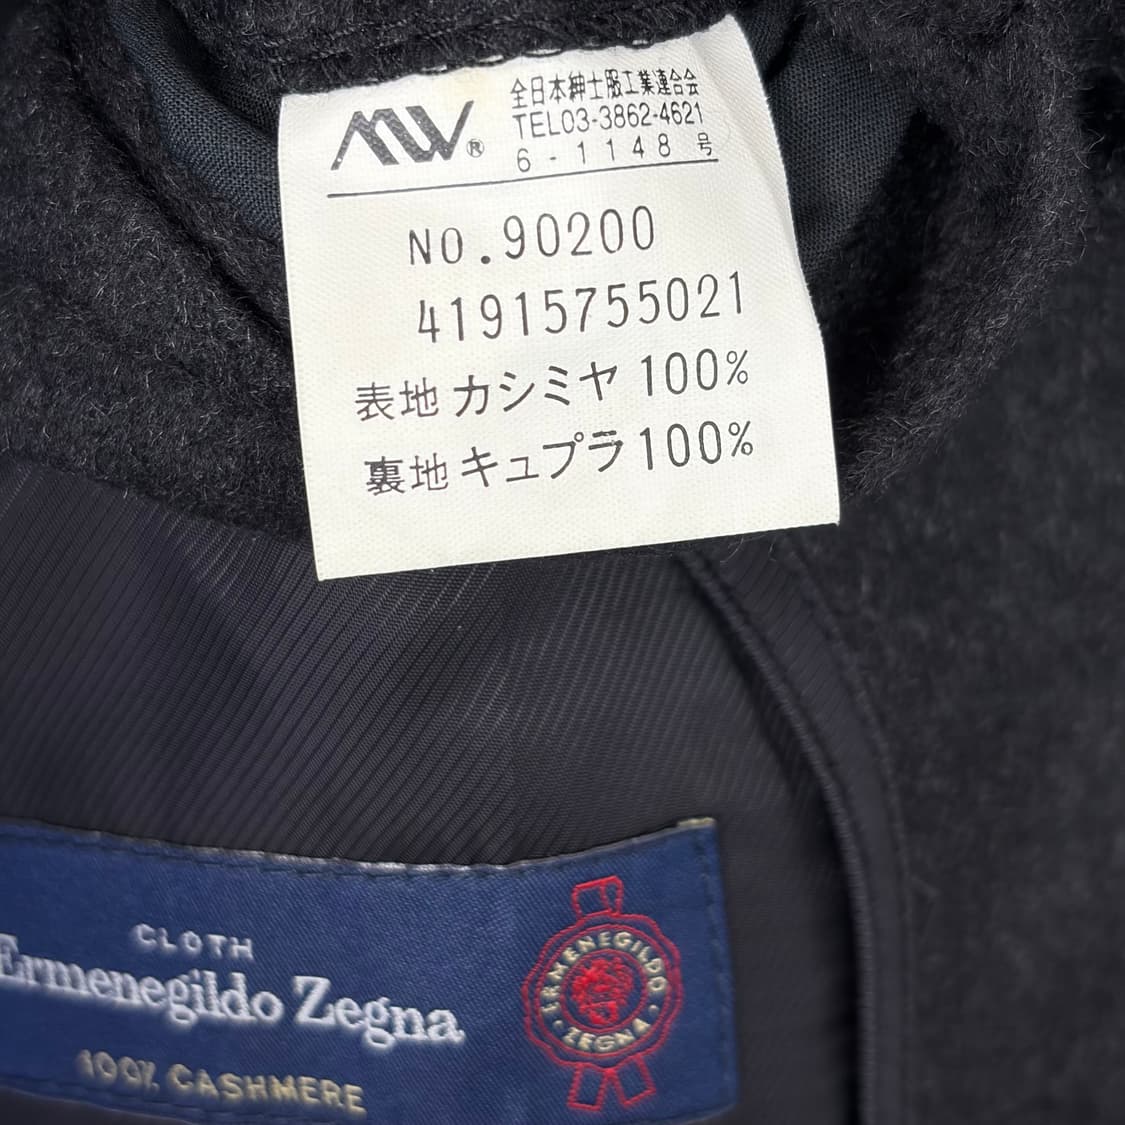 MW® 全日本紳士服工業連合会
TEL03-3862-4621
6-1148号
NO.90200
41915755021
表地 カシミヤ 100%
裏地 キュプラ 100%
CLOTH
Ermenegildo Zegna
100% CASHMERE
ERMENEGILDO
ZEGNA